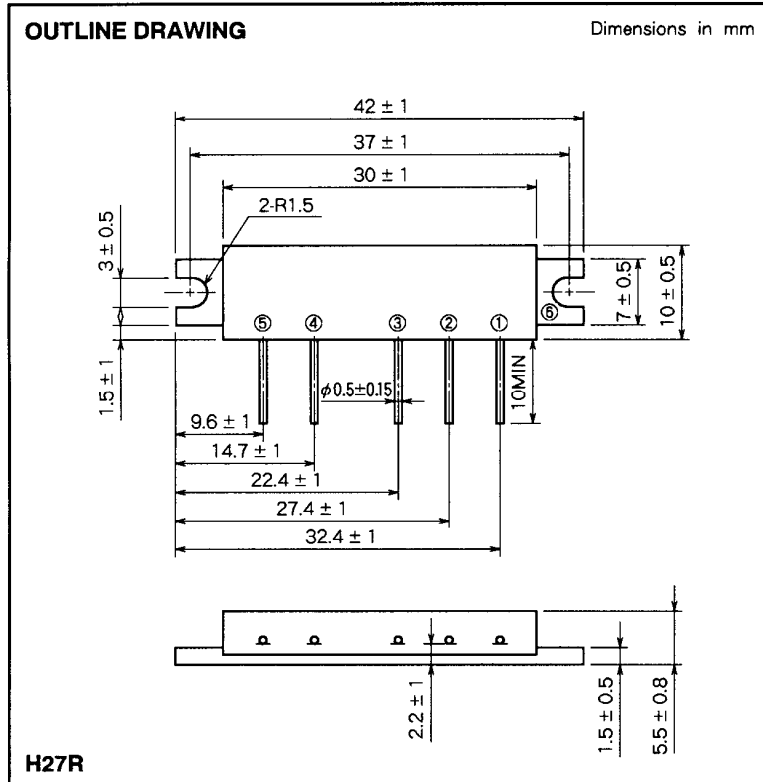 OUTLINE DRAWING
Dimensions in mm
42 ± 1
37 ± 1
30 ± 1
2-R1.5
3 ± 0.5
7 ± 0.5
10 ± 0.5
⑥
⑤ ④ ③ ② ①
1.5 ± 1
φ0.5±0.15
10MIN
9.6 ± 1
14.7 ± 1
22.4 ± 1
27.4 ± 1
32.4 ± 1
2.2 ± 1
1.5 ± 0.5
5.5 ± 0.8
H27R